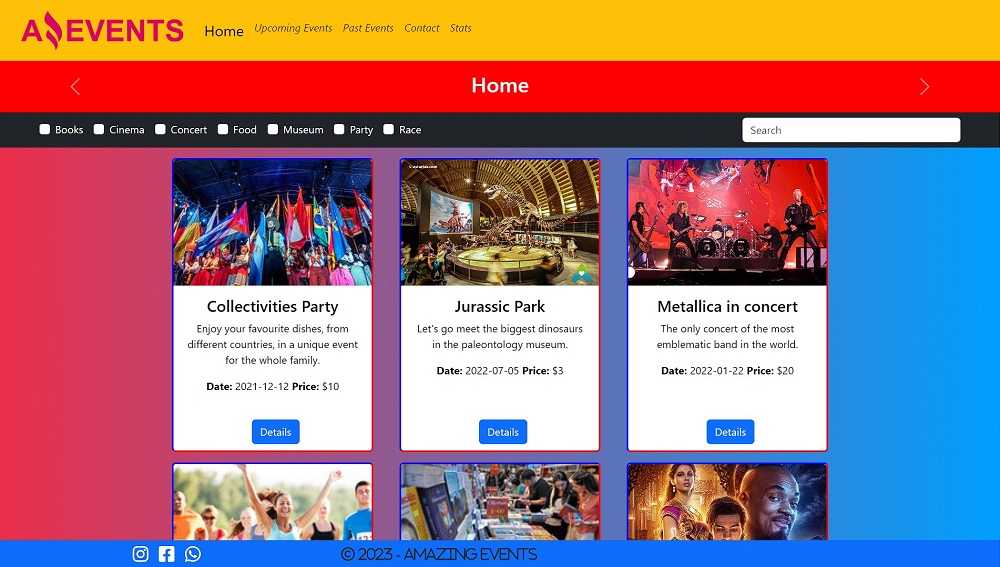 A EVENTS
Home Upcoming Events Past Events Contact Stats
Home
Books Cinema Concert Food Museum Party Race Search
Collectivities Party
Enjoy your favourite dishes, from
different countries, in a unique event
for the whole family.
Date: 2021-12-12 Price: $10
Details
Jurassic Park
Let's go meet the biggest dinosaurs
in the paleontology museum.
Date: 2022-07-05 Price: $3
Details
Metallica in concert
The only concert of the most
emblematic band in the world.
Date: 2022-01-22 Price: $20
Details
© 2023 - AMAZING EVENTS